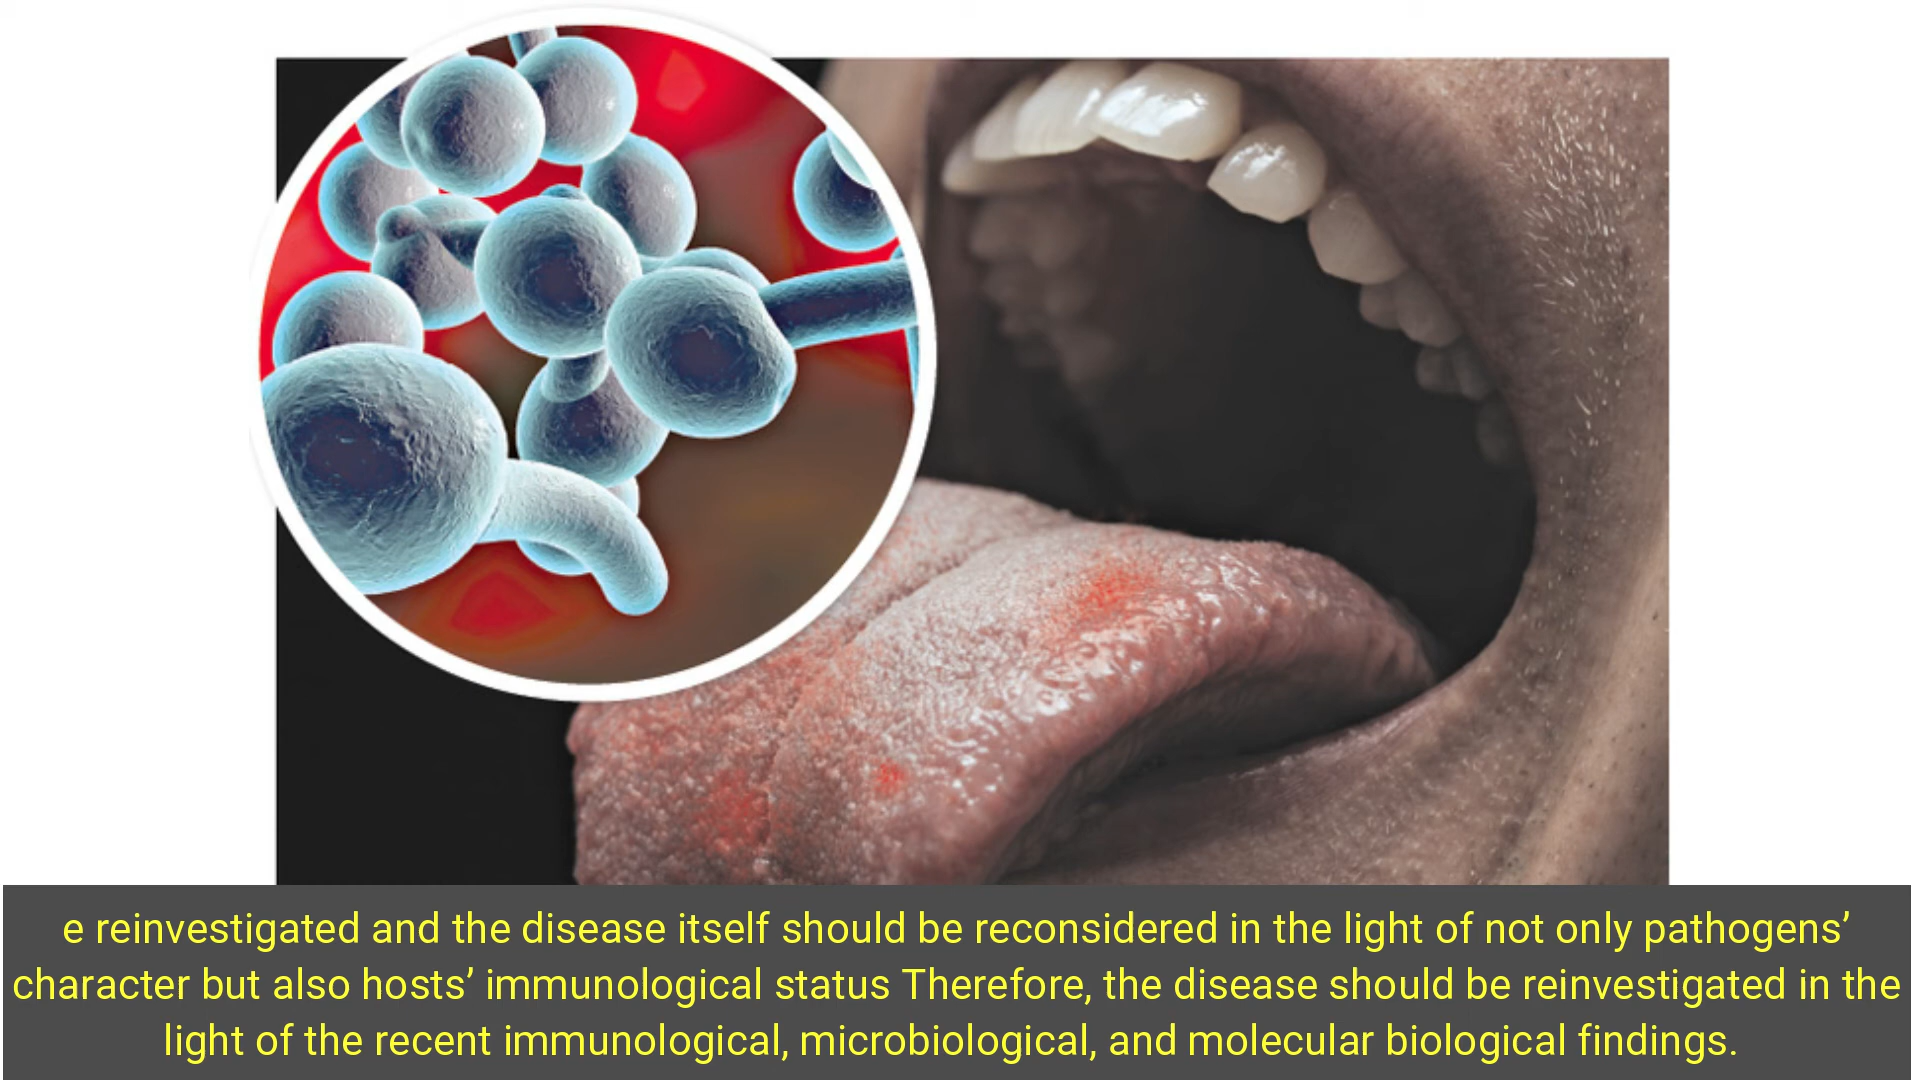 e reinvestigated and the disease itself should be reconsidered in the light of not only pathogens’
character but also hosts’ immunological status Therefore, the disease should be reinvestigated in the
light of the recent immunological, microbiological, and molecular biological findings.